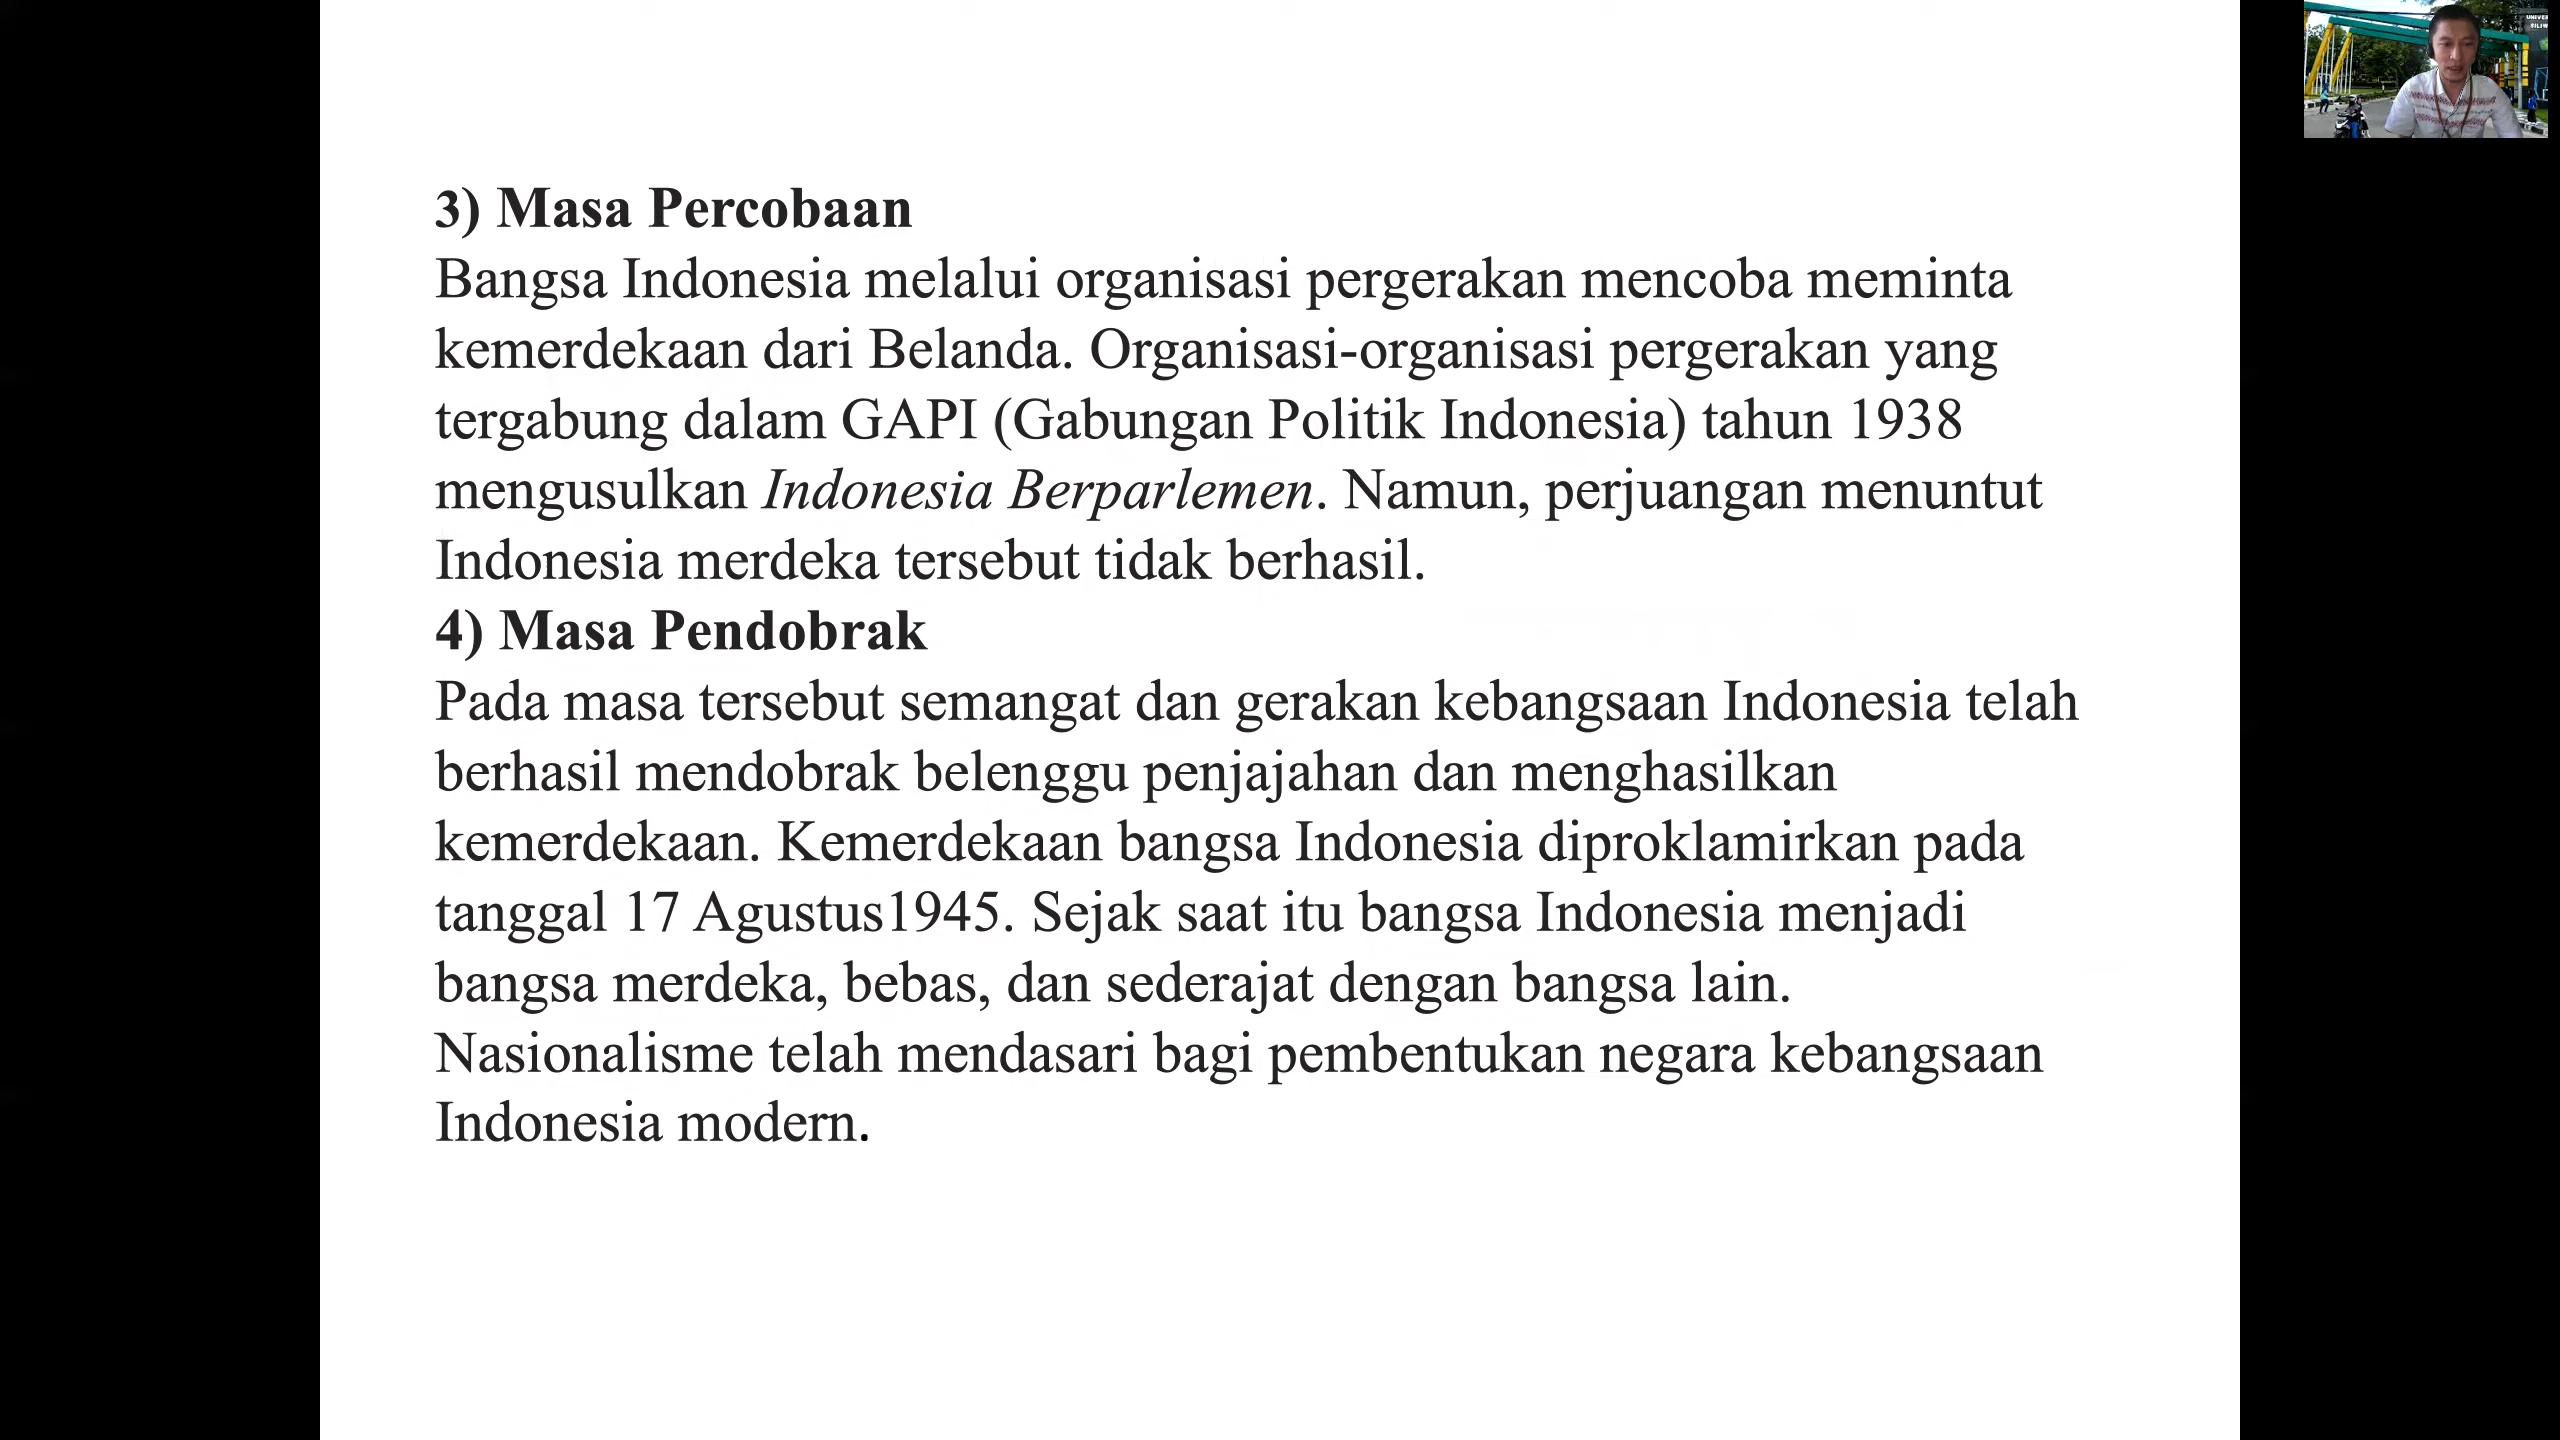 3) Masa Percobaan
Bangsa Indonesia melalui organisasi pergerakan mencoba meminta
kemerdekaan dari Belanda. Organisasi-organisasi pergerakan yang
tergabung dalam GAPI (Gabungan Politik Indonesia) tahun 1938
mengusulkan Indonesia Berparlemen. Namun, perjuangan menuntut
Indonesia merdeka tersebut tidak berhasil.
4) Masa Pendobrak
Pada masa tersebut semangat dan gerakan kebangsaan Indonesia telah
berhasil mendobrak belenggu penjajahan dan menghasilkan
kemerdekaan. Kemerdekaan bangsa Indonesia diproklamirkan pada
tanggal 17 Agustus1945. Sejak saat itu bangsa Indonesia menjadi
bangsa merdeka, bebas, dan sederajat dengan bangsa lain.
Nasionalisme telah mendasari bagi pembentukan negara kebangsaan
Indonesia modern.